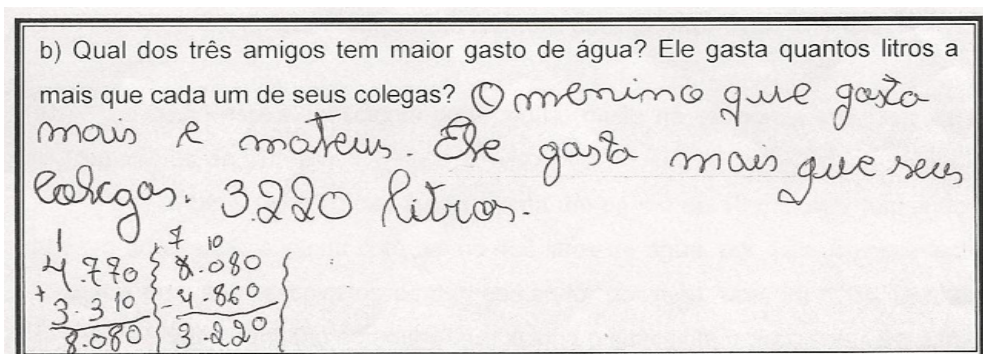 b) Qual dos três amigos tem maior gasto de água? Ele gasta quantos litros a
mais que cada um de seus colegas? O menino que gasta
mais e mateus. Ele gasta mais que seus
colegas. 3.220 litros.
1 7 10
4.770 8.080
+ 3.310 - 4.860
8.080 3.220